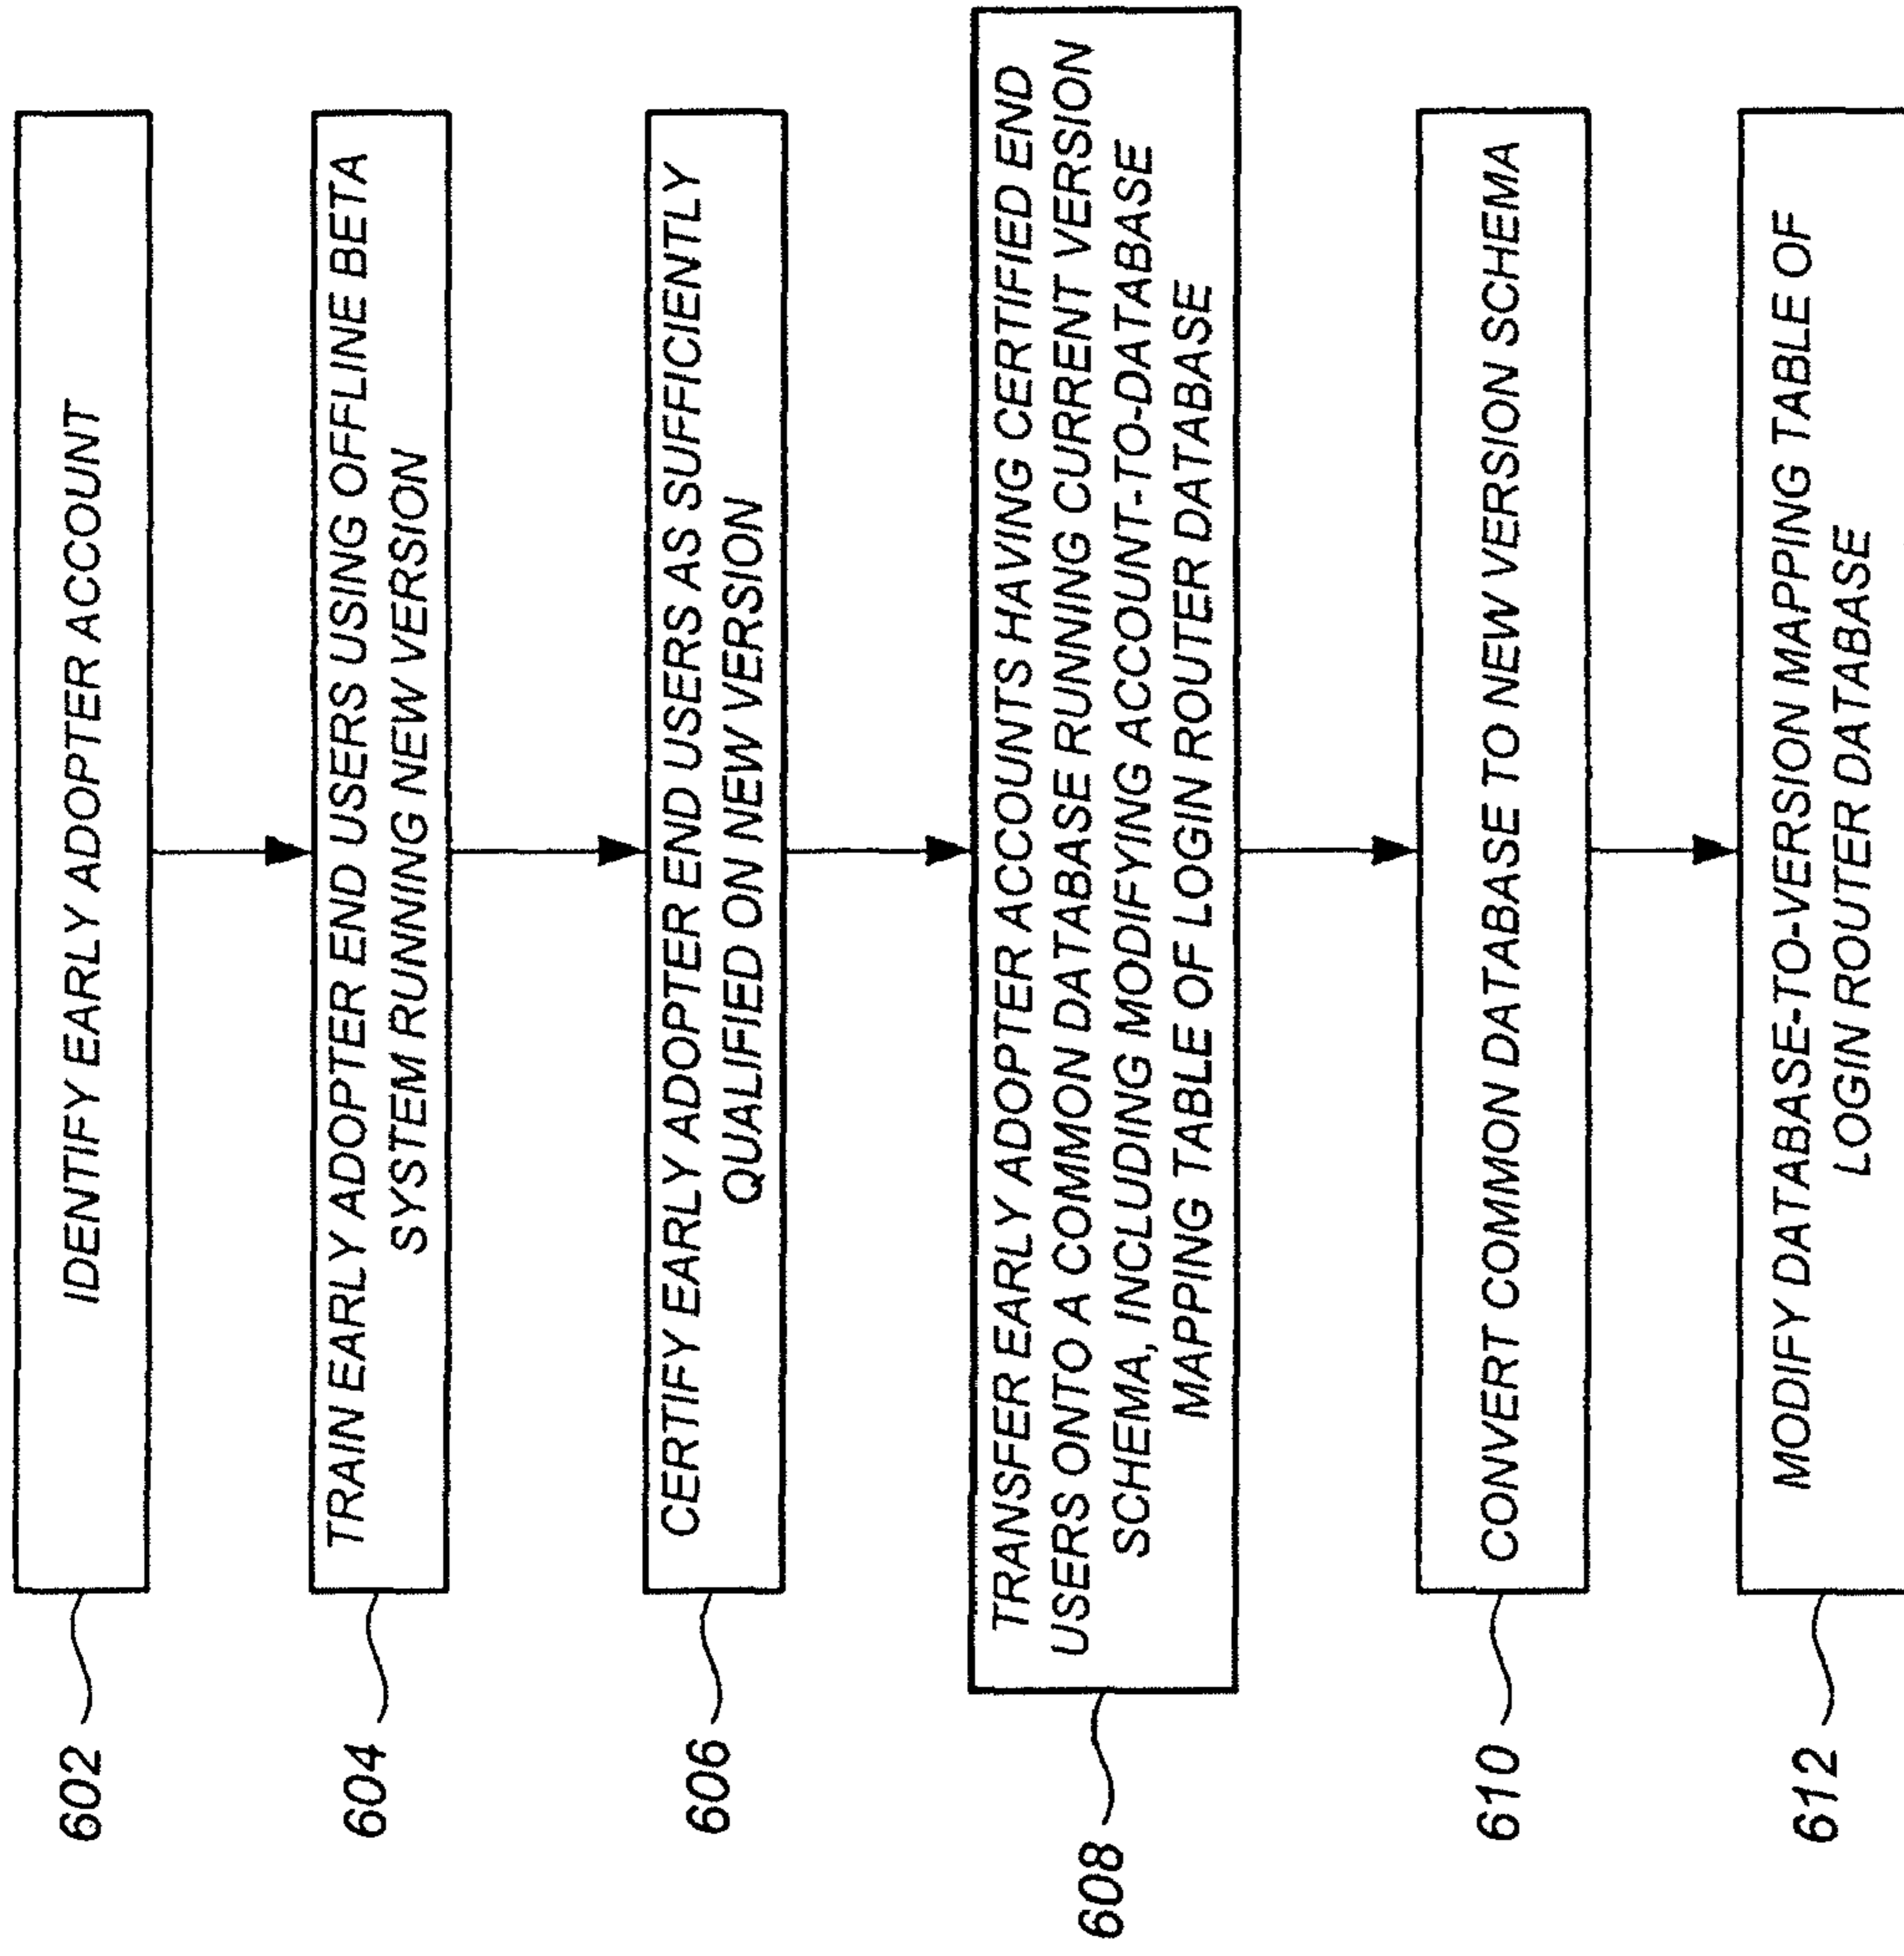 602
IDENTIFY EARLY ADOPTER ACCOUNT
604
TRAIN EARLY ADOPTER END USERS USING OFFLINE BETA
SYSTEM RUNNING NEW VERSION
606
CERTIFY EARLY ADOPTER END USERS AS SUFFICIENTLY
QUALIFIED ON NEW VERSION
608
TRANSFER EARLY ADOPTER ACCOUNTS HAVING CERTIFIED END
USERS ONTO A COMMON DATABASE RUNNING CURRENT VERSION
SCHEMA, INCLUDING MODIFYING ACCOUNT-TO-DATABASE
MAPPING TABLE OF LOGIN ROUTER DATABASE
610
CONVERT COMMON DATABASE TO NEW VERSION SCHEMA
612
MODIFY DATABASE-TO-VERSION MAPPING TABLE OF
LOGIN ROUTER DATABASE